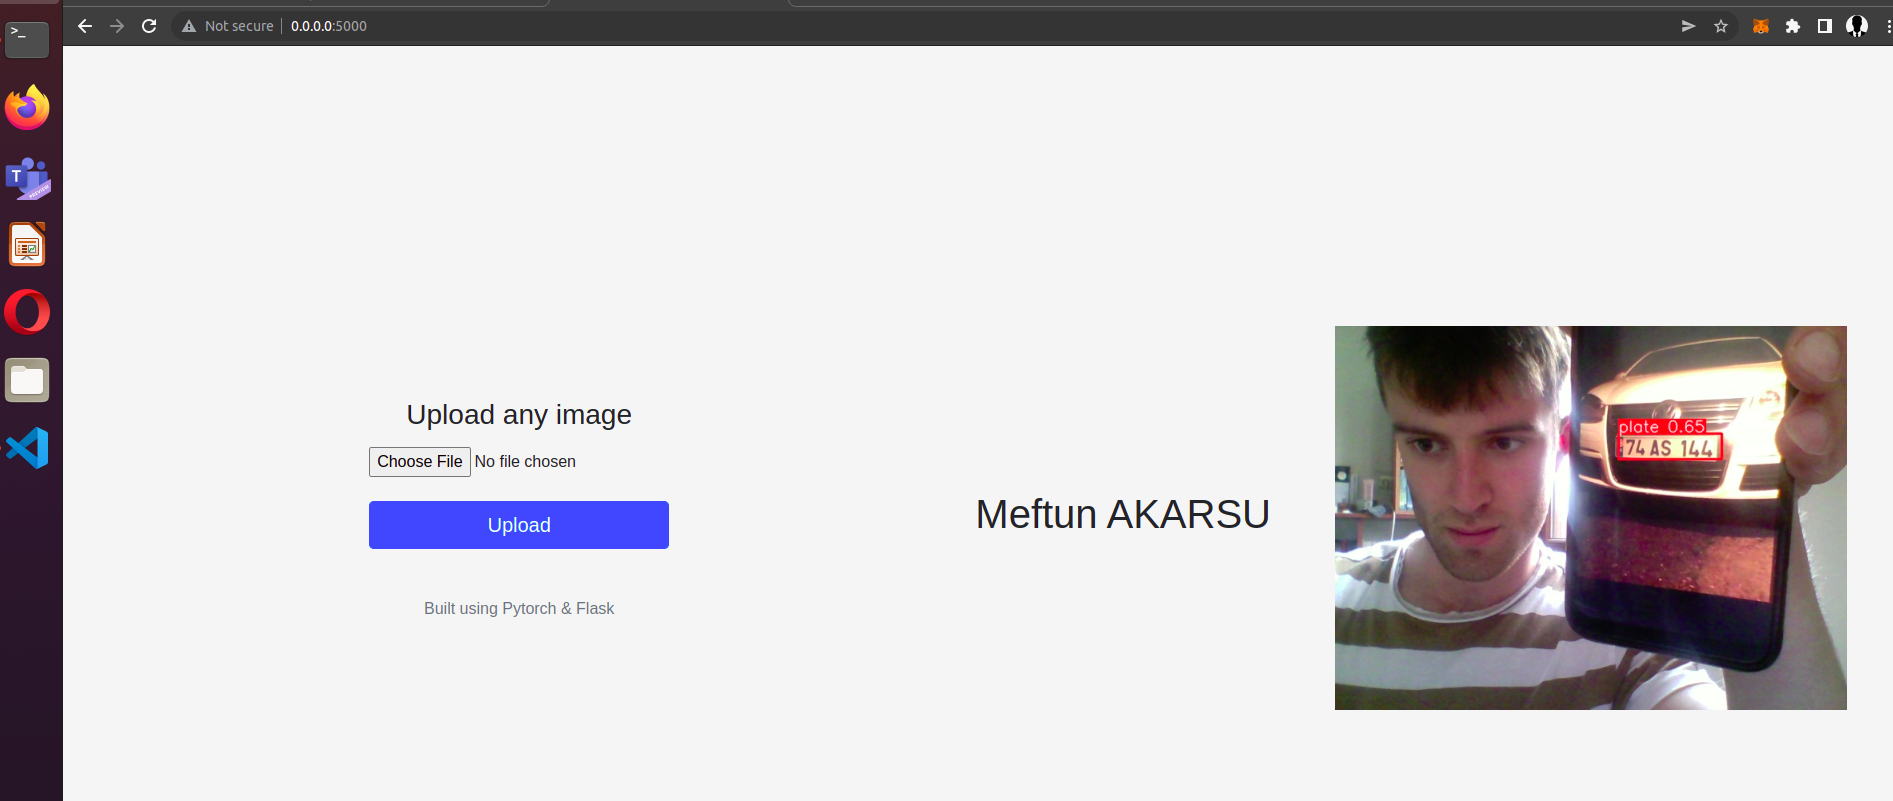 Not secure
0.0.0.0:5000
Upload any image
Choose File No file chosen
Upload
Built using Pytorch & Flask
Meftun AKARSU
plate 0.65
74 AS 144
>_
T
PREVIEW